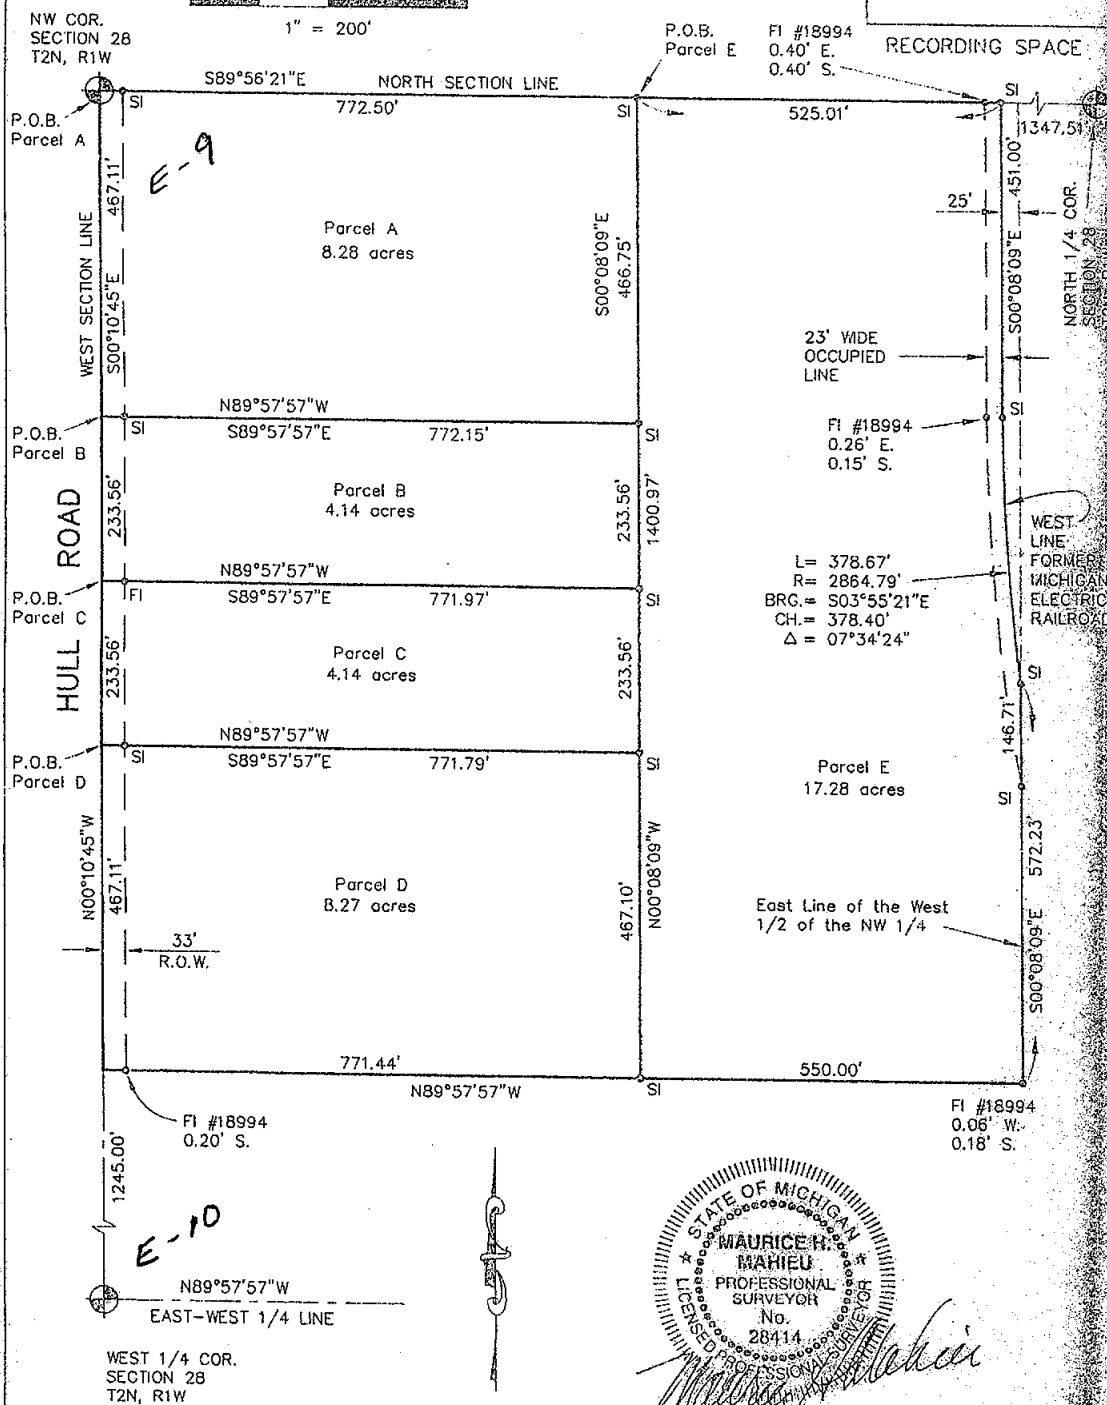 1" = 200'
NW COR.
SECTION 28
T2N, R1W
P.O.B.
Parcel E
FI #18994
0.40' E.
0.40' S.
RECORDING SPACE
S89°56'21"E
NORTH SECTION LINE
772.50'
525.01'
SI
SI
SI
1347.51'
P.O.B.
Parcel A
E-9
467.11'
S00°10'45"E
WEST SECTION LINE
Parcel A
8.28 acres
S00°08'09"E
466.75'
25'
451.00'
S00°08'09"E
NORTH 1/4 COR.
SECTION 28
23' WIDE
OCCUPIED
LINE
N89°57'57"W
S89°57'57"E
772.15'
SI
SI
SI
P.O.B.
Parcel B
FI #18994
0.26' E.
0.15' S.
HULL ROAD
233.56'
Parcel B
4.14 acres
233.56'
1400.97'
WEST
LINE
FORMER
MICHIGAN
ELECTRIC
RAILROAD
L= 378.67'
R= 2864.79'
BRG.= S03°55'21"E
CH.= 378.40'
Δ = 07°34'24"
N89°57'57"W
S89°57'57"E
771.97'
FI
SI
P.O.B.
Parcel C
233.56'
Parcel C
4.14 acres
233.56'
SI
146.71'
N89°57'57"W
S89°57'57"E
771.79'
SI
SI
P.O.B.
Parcel D
Parcel E
17.28 acres
SI
572.23'
N00°10'45"W
467.11'
Parcel D
8.27 acres
467.10'
N00°08'09"W
East Line of the West
1/2 of the NW 1/4
S00°08'09"E
33'
R.O.W.
771.44'
N89°57'57"W
SI
550.00'
FI #18994
0.20' S.
FI #18994
0.06' W.
0.18' S.
1245.00'
E-10
N89°57'57"W
EAST-WEST 1/4 LINE
WEST 1/4 COR.
SECTION 28
T2N, R1W
STATE OF MICHIGAN
MAURICE H.
MAHIEU
PROFESSIONAL
SURVEYOR
No.
28414
LICENSED PROFESSIONAL SURVEYOR
Maurice Mahieu